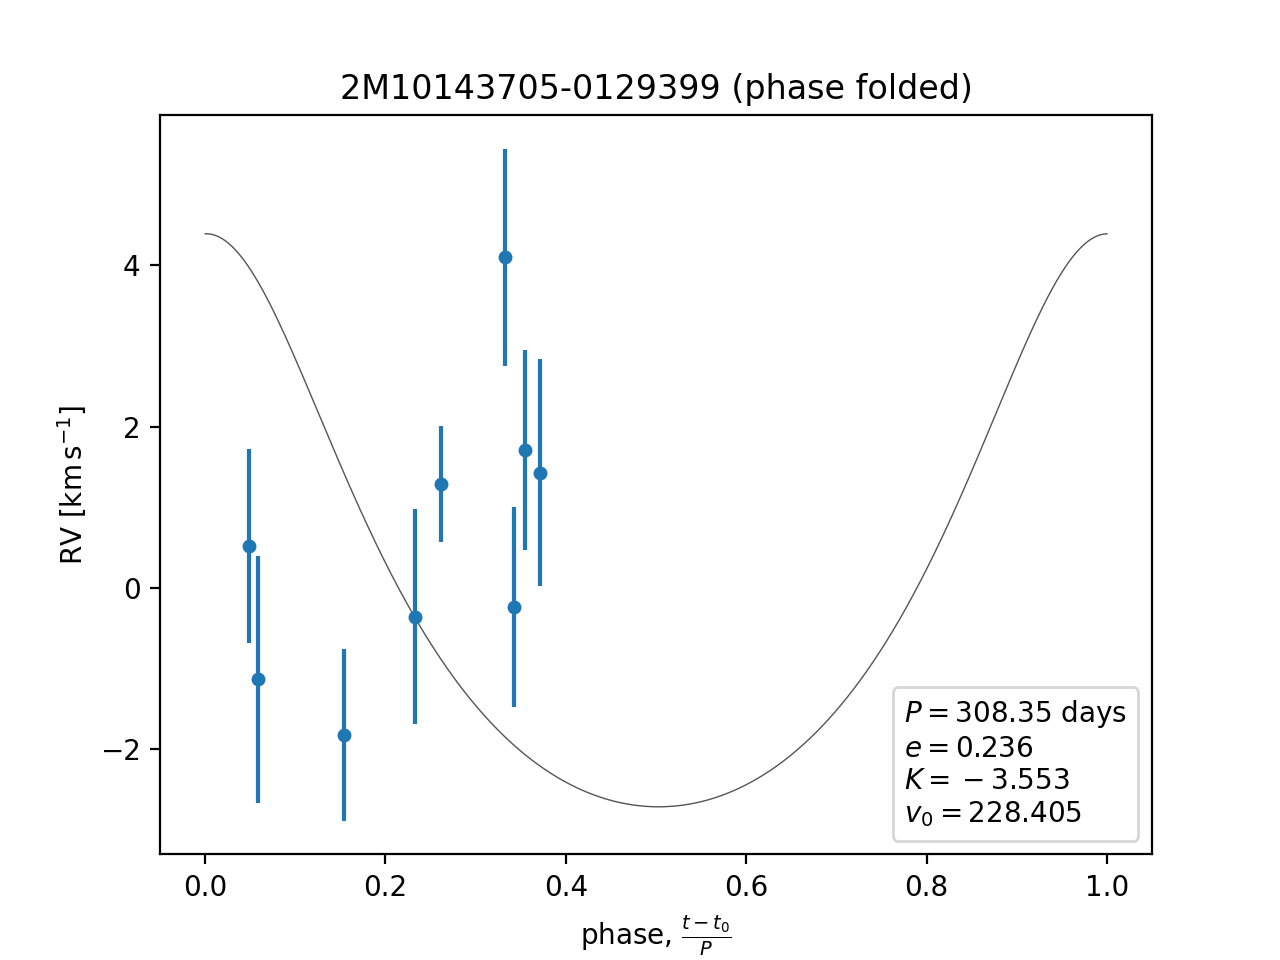 2M10143705-0129399 (phase folded)
RV [km s⁻¹]
4
2
0
−2
P = 308.35 days
e = 0.236
K = −3.553
v₀ = 228.405
0.0 0.2 0.4 0.6 0.8 1.0
phase, (t − t₀)/P